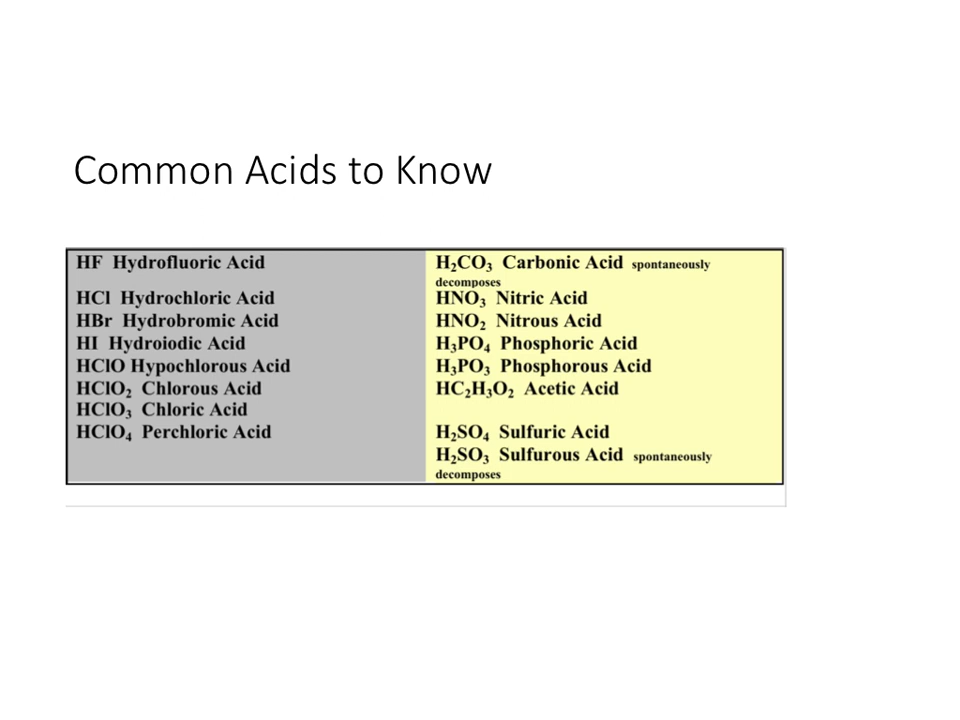 Common Acids to Know
HF Hydrofluoric Acid
HCl Hydrochloric Acid
HBr Hydrobromic Acid
HI Hydroiodic Acid
HClO Hypochlorous Acid
HClO₂ Chlorous Acid
HClO₃ Chloric Acid
HClO₄ Perchloric Acid
H₂CO₃ Carbonic Acid spontaneously
decomposes
HNO₃ Nitric Acid
HNO₂ Nitrous Acid
H₃PO₄ Phosphoric Acid
H₃PO₃ Phosphorous Acid
HC₂H₃O₂ Acetic Acid
H₂SO₄ Sulfuric Acid
H₂SO₃ Sulfurous Acid spontaneously
decomposes